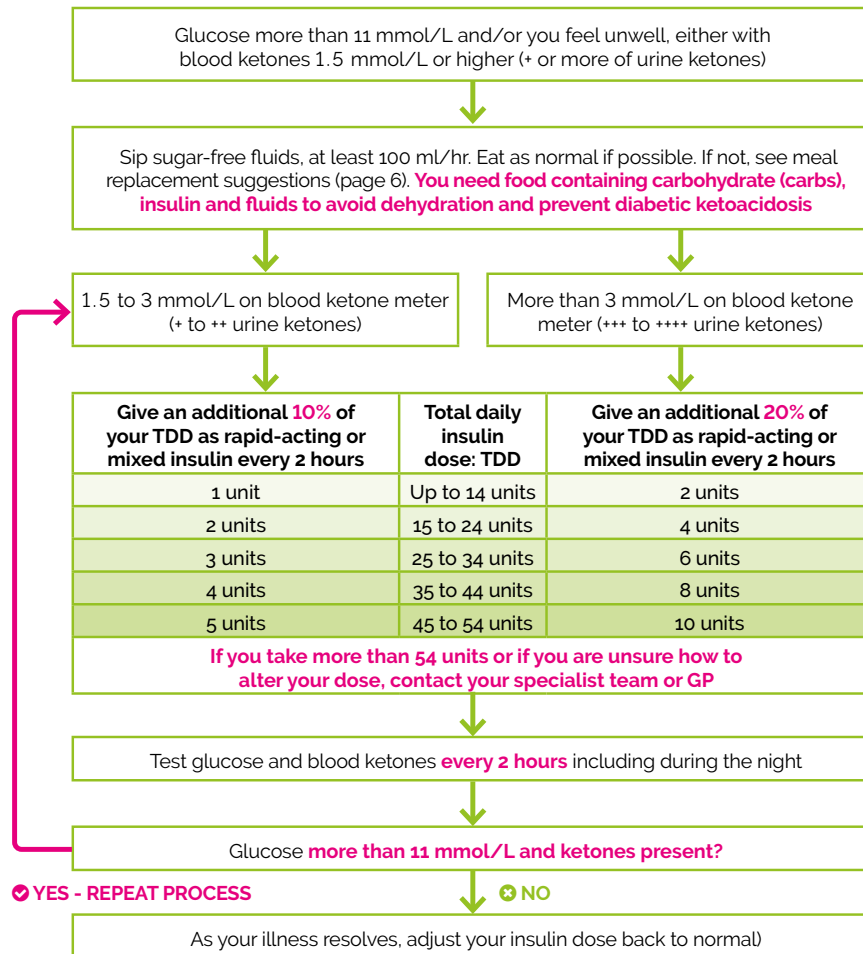 Glucose more than 11 mmol/L and/or you feel unwell, either with
blood ketones 1.5 mmol/L or higher (+ or more of urine ketones)
Sip sugar-free fluids, at least 100 ml/hr. Eat as normal if possible. If not, see meal
replacement suggestions (page 6). You need food containing carbohydrate (carbs),
insulin and fluids to avoid dehydration and prevent diabetic ketoacidosis
1.5 to 3 mmol/L on blood ketone meter
(+ to ++ urine ketones)
More than 3 mmol/L on blood ketone
meter (+++ to ++++ urine ketones)
Give an additional 10% of
your TDD as rapid-acting or
mixed insulin every 2 hours
Total daily
insulin
dose: TDD
Give an additional 20% of
your TDD as rapid-acting or
mixed insulin every 2 hours
1 unit
Up to 14 units
2 units
2 units
15 to 24 units
4 units
3 units
25 to 34 units
6 units
4 units
35 to 44 units
8 units
5 units
45 to 54 units
10 units
If you take more than 54 units or if you are unsure how to
alter your dose, contact your specialist team or GP
Test glucose and blood ketones every 2 hours including during the night
Glucose more than 11 mmol/L and ketones present?
YES - REPEAT PROCESS
NO
As your illness resolves, adjust your insulin dose back to normal)